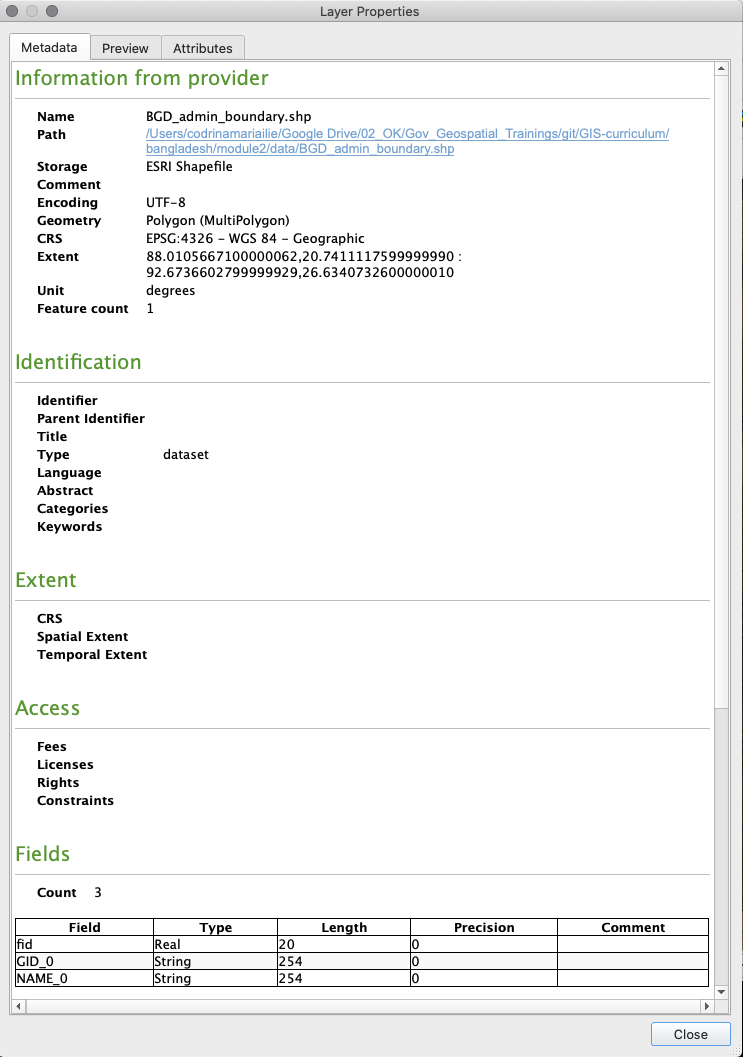 Layer Properties
Metadata Preview Attributes
Information from provider
Name BGD_admin_boundary.shp
Path /Users/codrinamariailie/Google Drive/02_OK/Gov_Geospatial_Trainings/git/GIS-curriculum/
bangladesh/module2/data/BGD_admin_boundary.shp
Storage ESRI Shapefile
Comment
Encoding UTF-8
Geometry Polygon (MultiPolygon)
CRS EPSG:4326 - WGS 84 - Geographic
Extent 88.0105667100000062,20.7411117599999990 :
92.6736602799999929,26.6340732600000010
Unit degrees
Feature count 1
Identification
Identifier
Parent Identifier
Title
Type dataset
Language
Abstract
Categories
Keywords
Extent
CRS
Spatial Extent
Temporal Extent
Access
Fees
Licenses
Rights
Constraints
Fields
Count 3
Field Type Length Precision Comment
fid Real 20 0
GID_0 String 254 0
NAME_0 String 254 0
Close